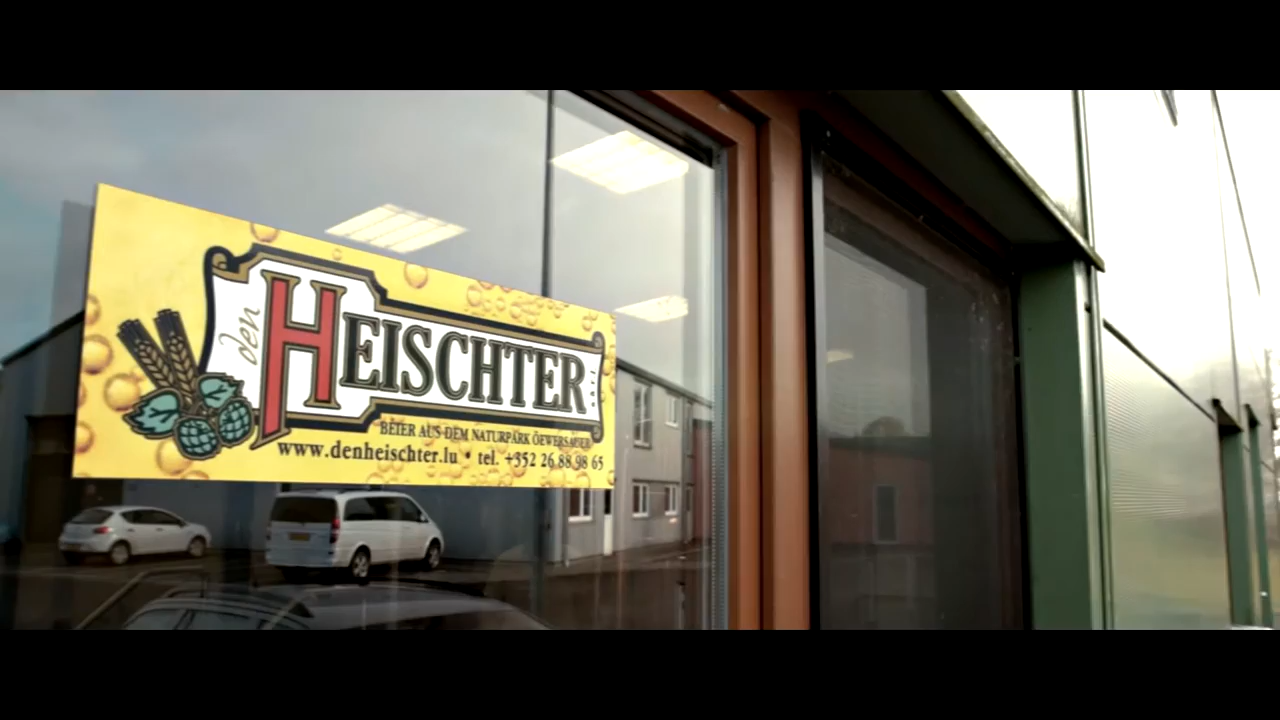 den HEISCHTER
BEIER AUS DEM NATURPARK ÖEWERSAUER
www.denheischter.lu • tel. +352 26 88 98 65